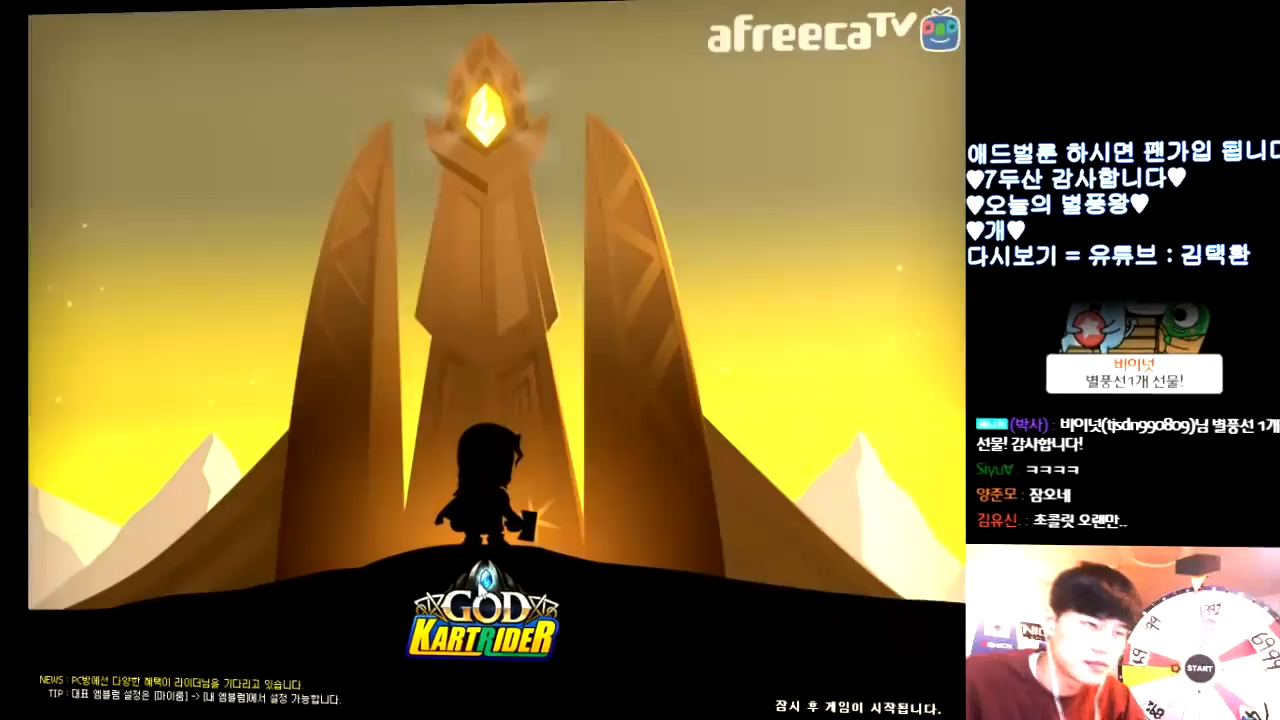 afreecaTV
애드벌룬 하시면 팬가입 됩니다
♥7두산 감사합니다♥
♥오늘의 별풍왕♥
♥개♥
다시보기 = 유튜브 : 김택환
바이넛
별풍선1개 선물!
(박사) : 바이넛(tjsdn990809)님 별풍선 1개
선물! 감사합니다!
Siyu∀ : ㅋㅋㅋㅋ
양준모 : 잠오네
김유신. : 초콜릿 오랜만..
START
GOD
KARTRIDER
NEWS : PC방에선 다양한 혜택이 라이더님을 기다리고 있습니다.
TIP : 대표 엠블럼 설정은 [마이룸] -> [내 엠블럼]에서 설정 가능합니다.
잠시 후 게임이 시작됩니다.